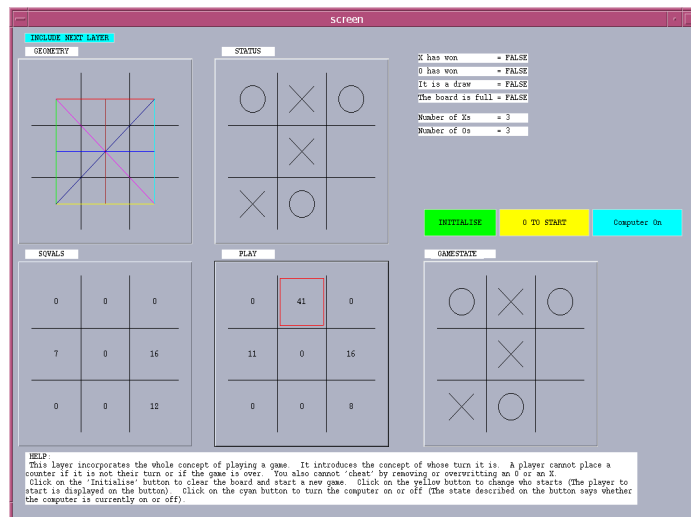 screen
INCLUDE NEXT LAYER
GEOMETRY
STATUS
X has won = FALSE
0 has won = FALSE
It is a draw = FALSE
The board is full = FALSE
Number of Xs = 3
Number of 0s = 3
INITIALISE
0 TO START
Computer On
SQVALS
PLAY
GAMESTATE
0 0 0
7 0 16
0 0 12
0 41 0
11 0 16
0 0 8
HELP:
This layer incorporates the whole concept of playing a game. It introduces the concept of whose turn it is. A player cannot place a
counter if it is not their turn or if the game is over. You also cannot 'cheat' by removing or overwritting an 0 or an X.
Click on the 'Initialise' button to clear the board and start a new game. Click on the yellow button to change who starts (The player to
start is displayed on the button). Click on the cyan button to turn the computer on or off (The state described on the button says whether
the computer is currently on or off).